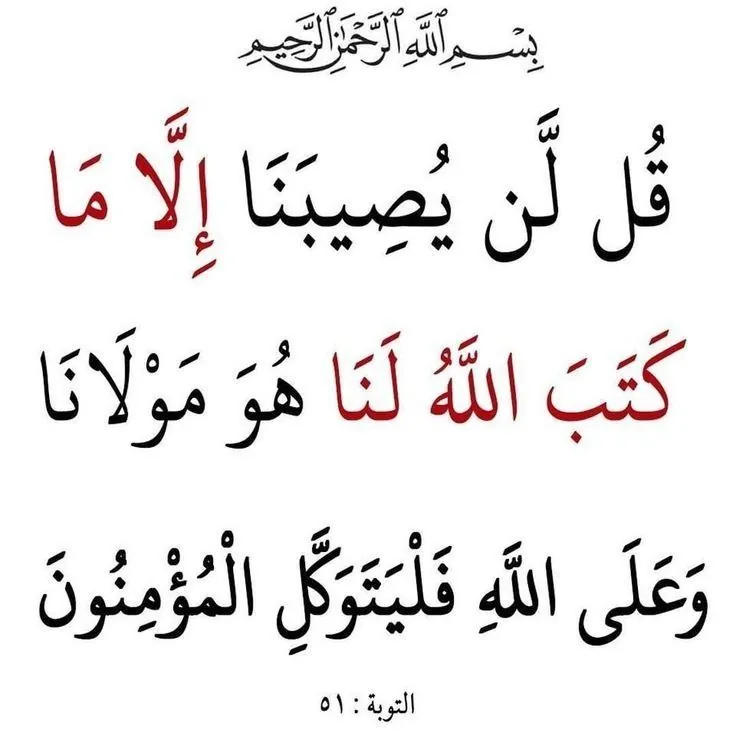 بِسْمِ ٱللَّهِ ٱلرَّحْمَٰنِ ٱلرَّحِيمِ
قُل لَّن يُصِيبَنَا إِلَّا مَا
كَتَبَ اللَّهُ لَنَا هُوَ مَوْلَانَا
وَعَلَى اللَّهِ فَلْيَتَوَكَّلِ الْمُؤْمِنُونَ
التوبة : ٥١